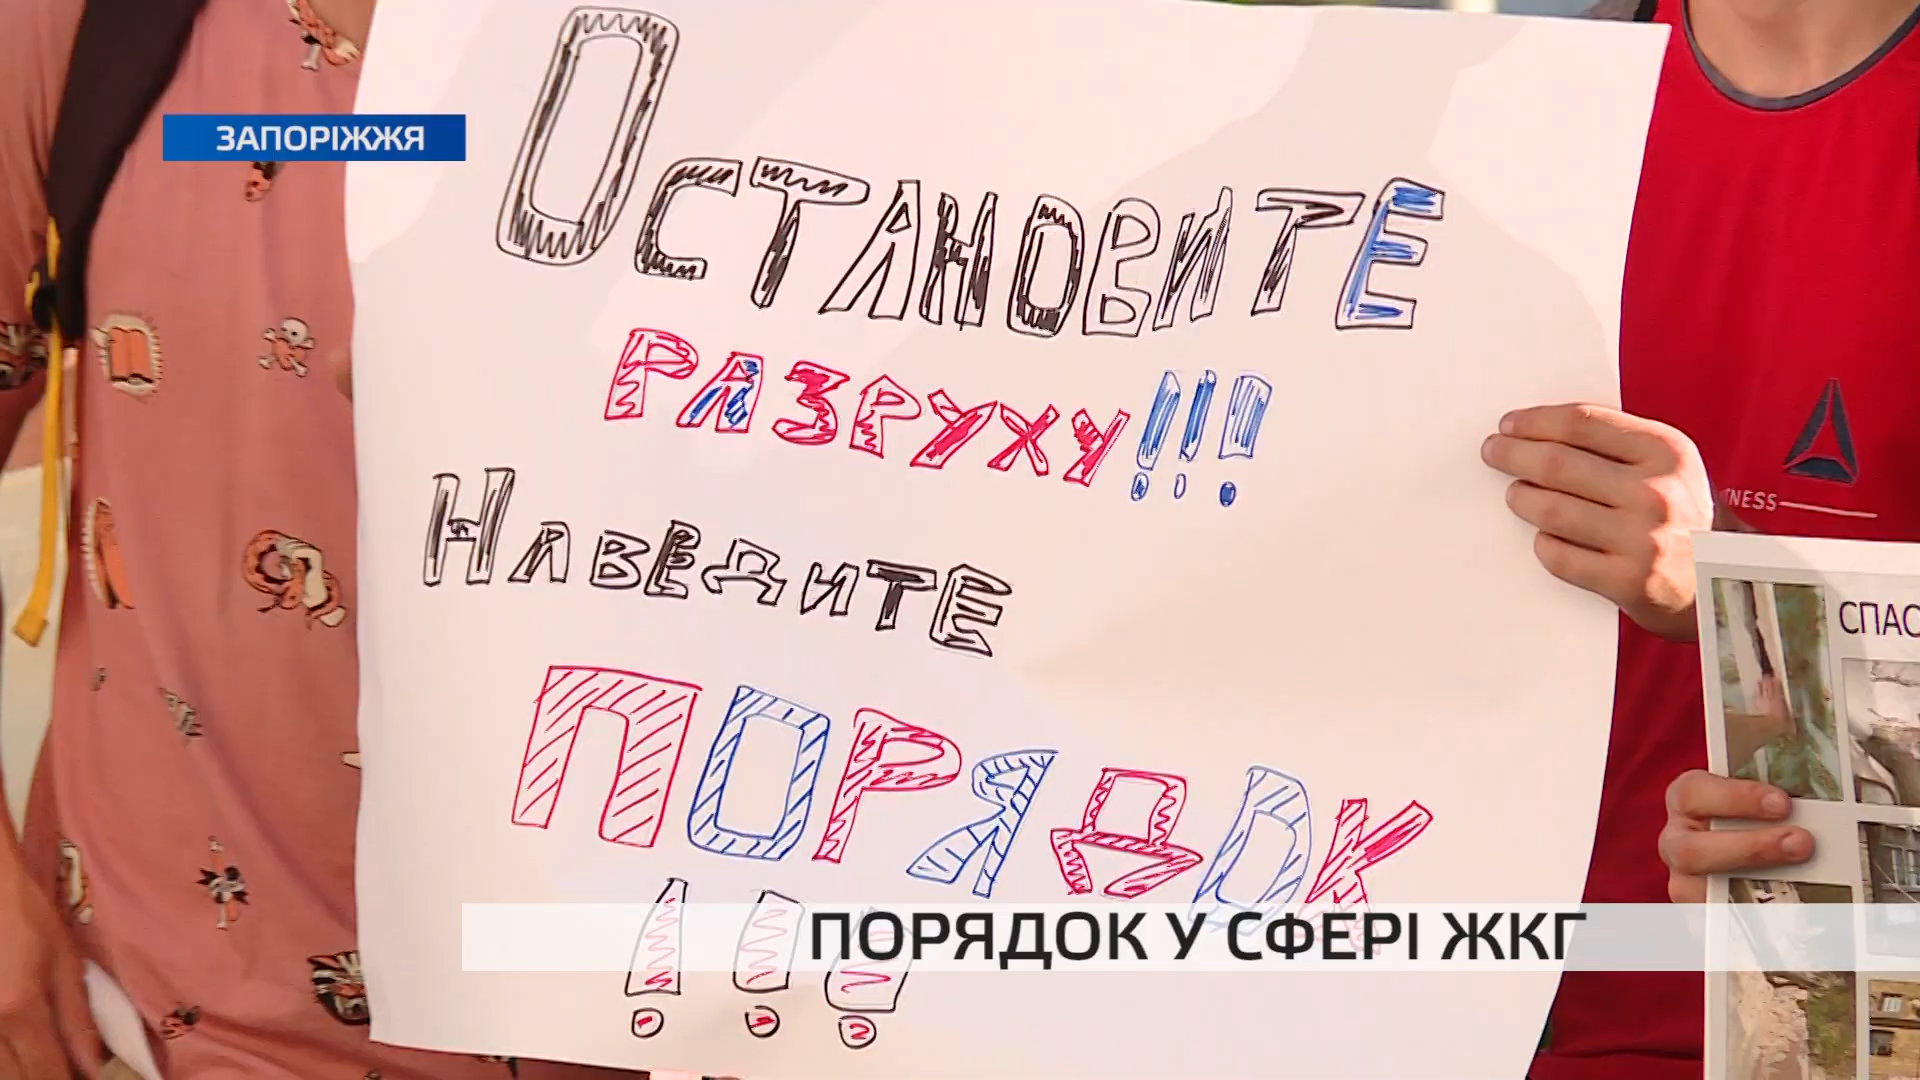 ЗАПОРІЖЖЯ
ОСТАНОВИТЕ
РАЗРУХУ!!!
НАВЕДИТЕ
ПОРЯДОК
!!!
ПОРЯДОК У СФЕРІ ЖКГ